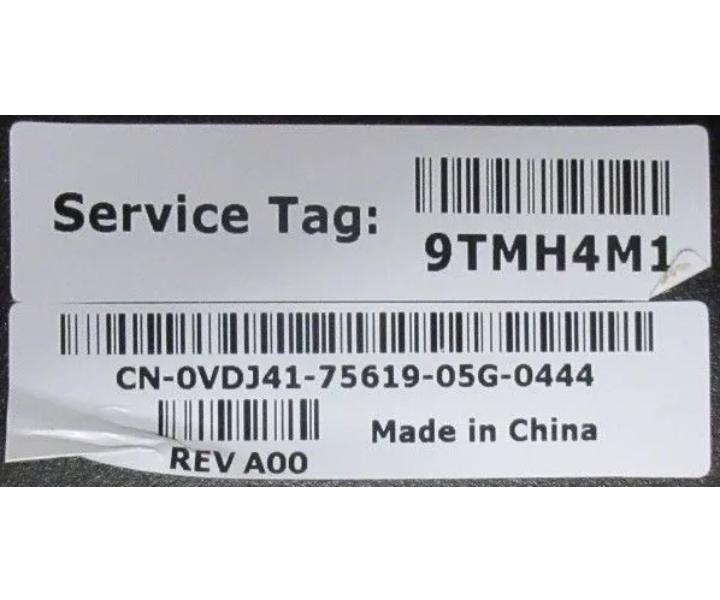 Service Tag:
9TMH4M1
CN-0VDJ41-75619-05G-0444
REV A00
Made in China